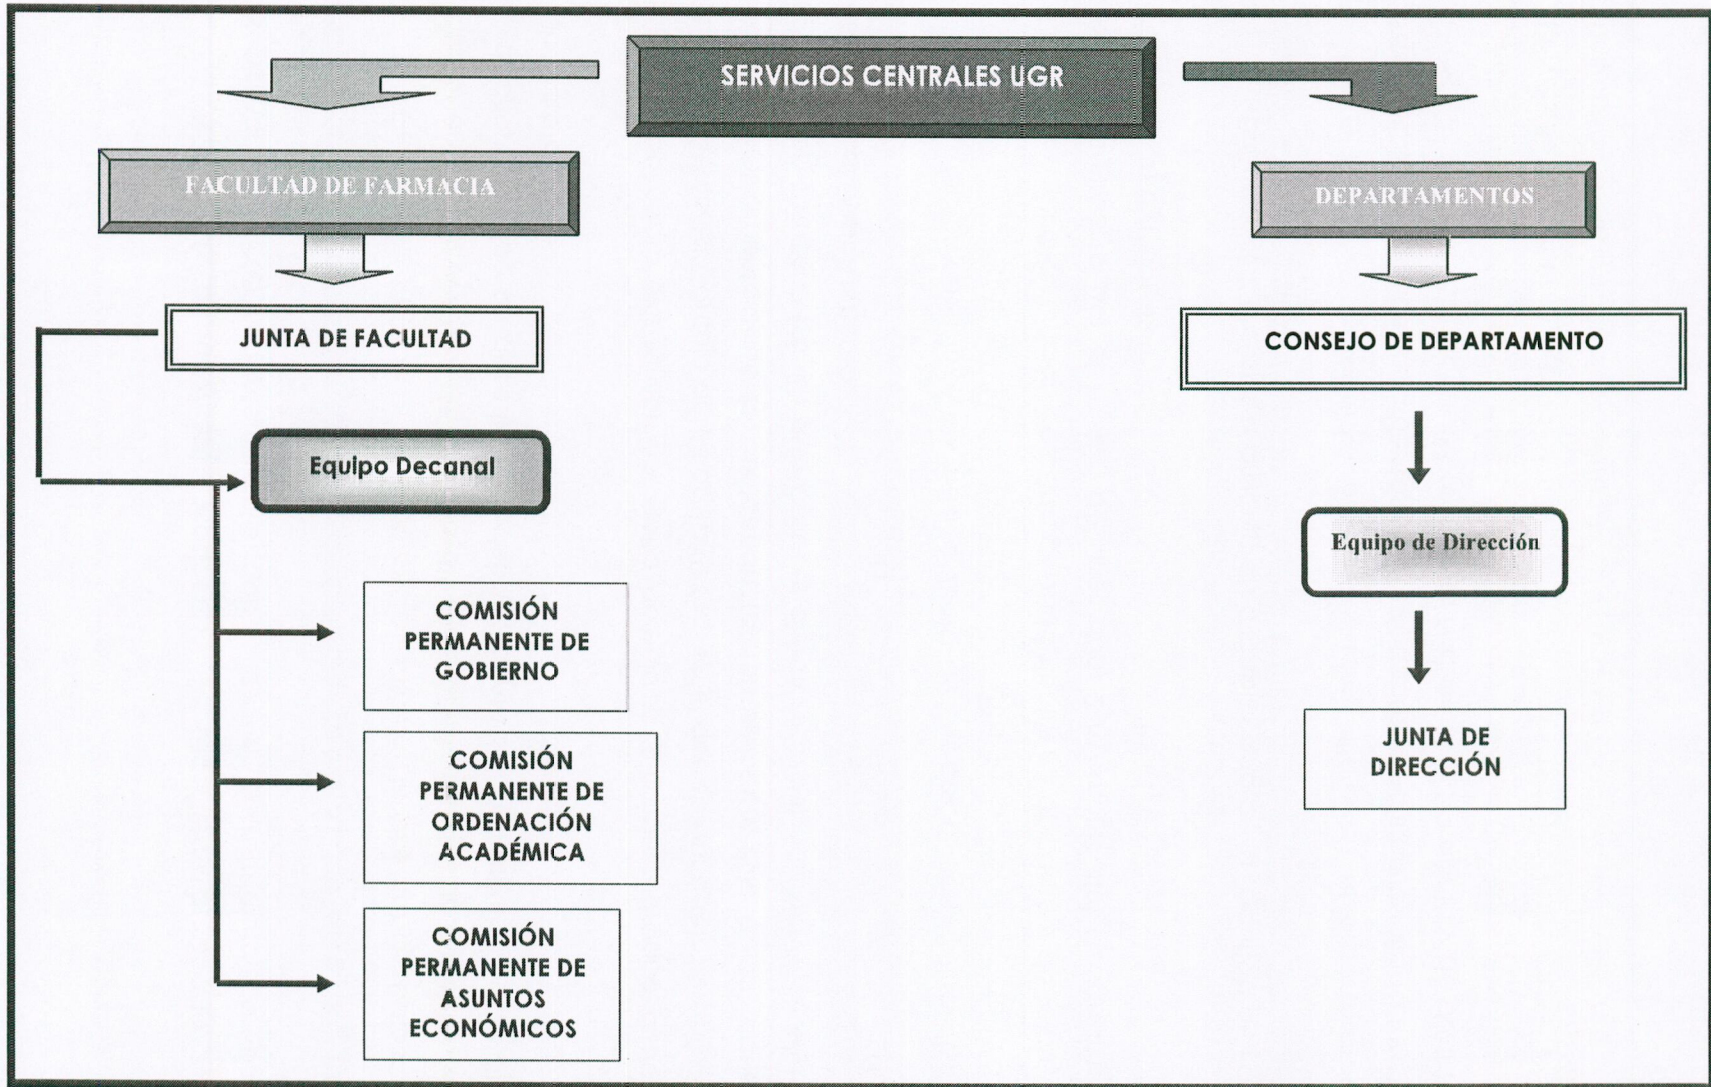 SERVICIOS CENTRALES UGR
FACULTAD DE FARMACIA
DEPARTAMENTOS
JUNTA DE FACULTAD
CONSEJO DE DEPARTAMENTO
Equipo Decanal
Equipo de Dirección
COMISIÓN
PERMANENTE DE
GOBIERNO
COMISIÓN
PERMANENTE DE
ORDENACIÓN
ACADÉMICA
JUNTA DE
DIRECCIÓN
COMISIÓN
PERMANENTE DE
ASUNTOS
ECONÓMICOS